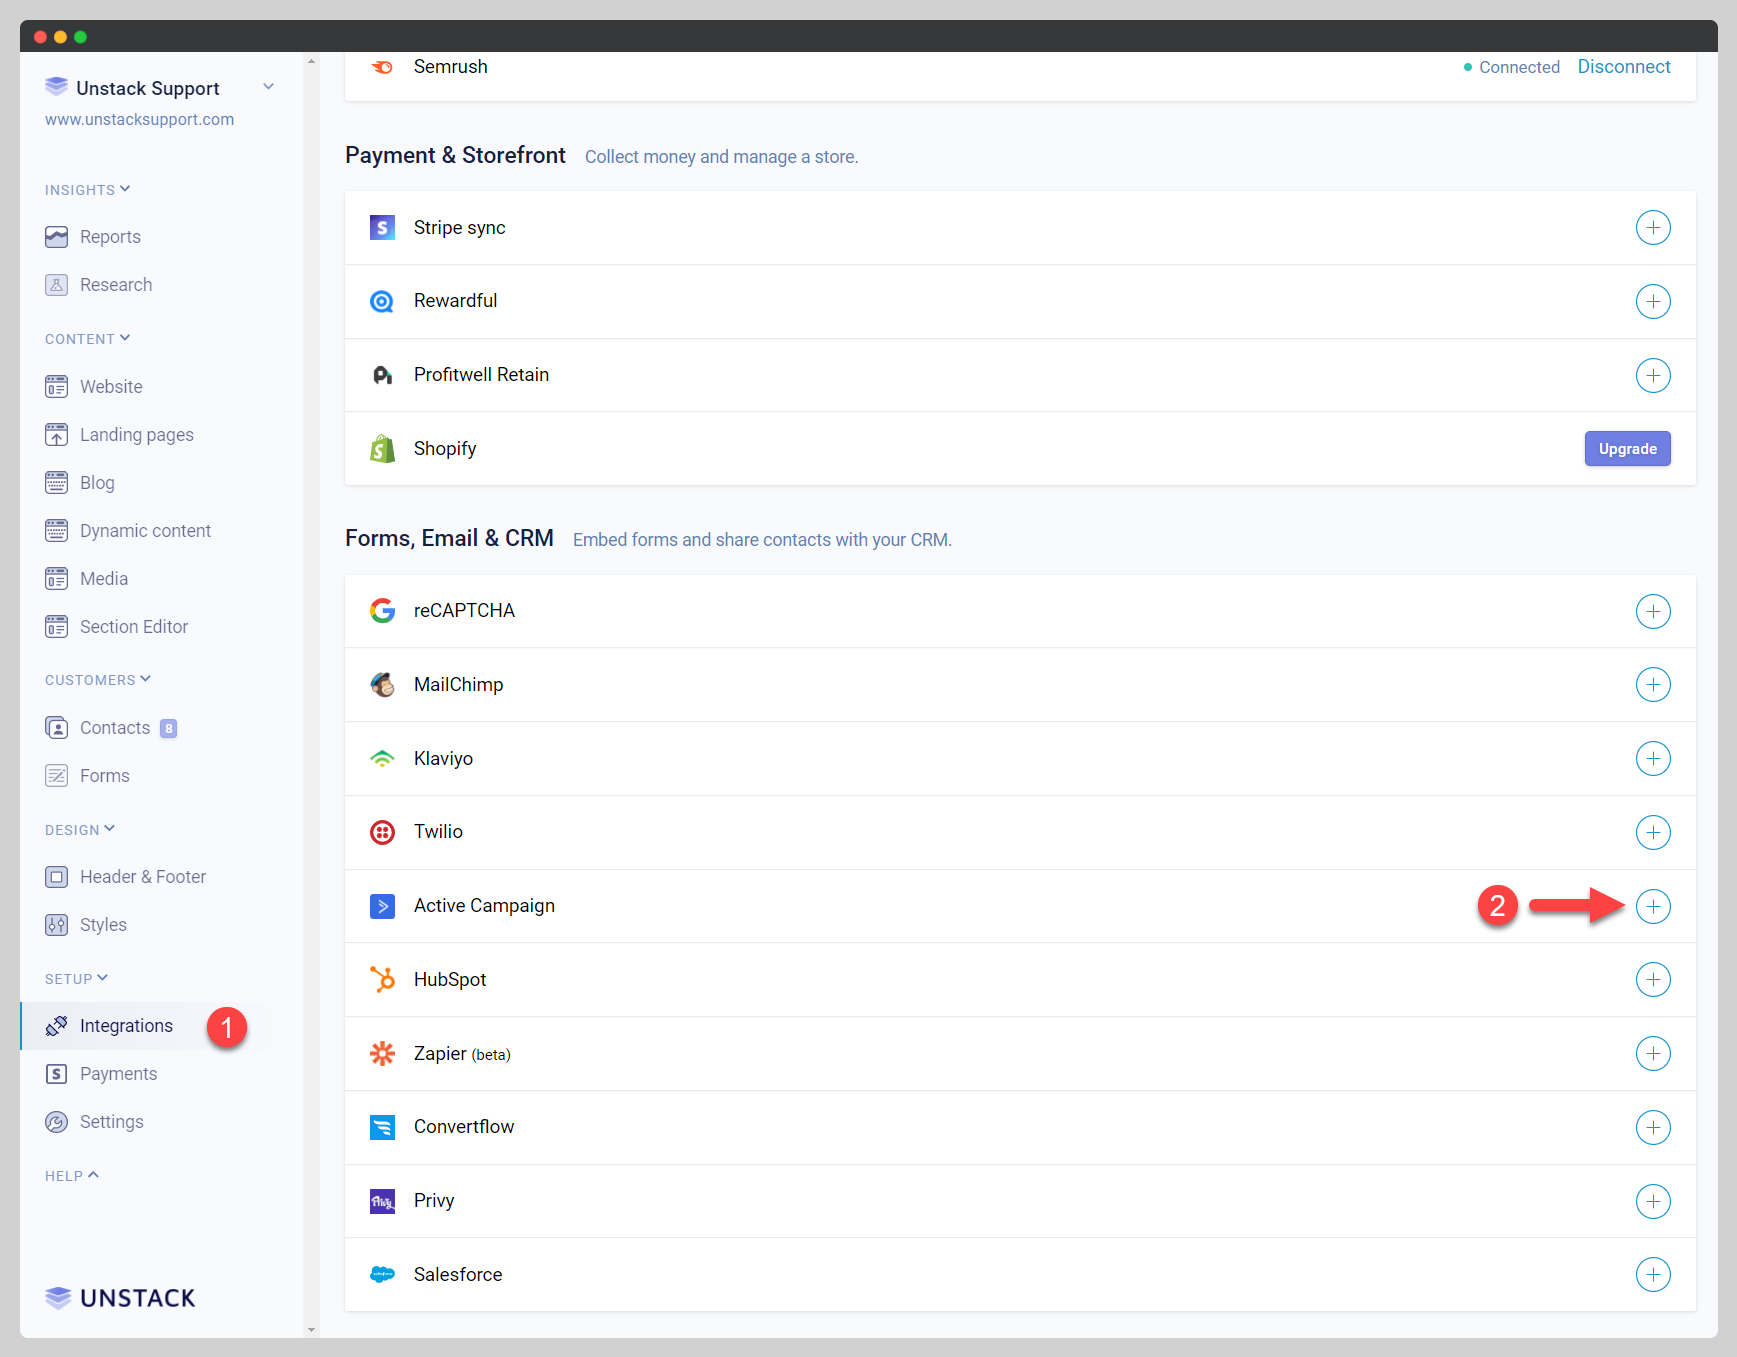 Unstack Support
www.unstacksupport.com
INSIGHTS
Reports
Research
CONTENT
Website
Landing pages
Blog
Dynamic content
Media
Section Editor
CUSTOMERS
Contacts 8
Forms
DESIGN
Header & Footer
Styles
SETUP
Integrations 1
Payments
Settings
HELP
UNSTACK
Semrush Connected Disconnect
Payment & Storefront Collect money and manage a store.
Stripe sync
Rewardful
Profitwell Retain
Shopify Upgrade
Forms, Email & CRM Embed forms and share contacts with your CRM.
reCAPTCHA
MailChimp
Klaviyo
Twilio
Active Campaign 2
HubSpot
Zapier (beta)
Convertflow
Privy Privy
salesforce Salesforce